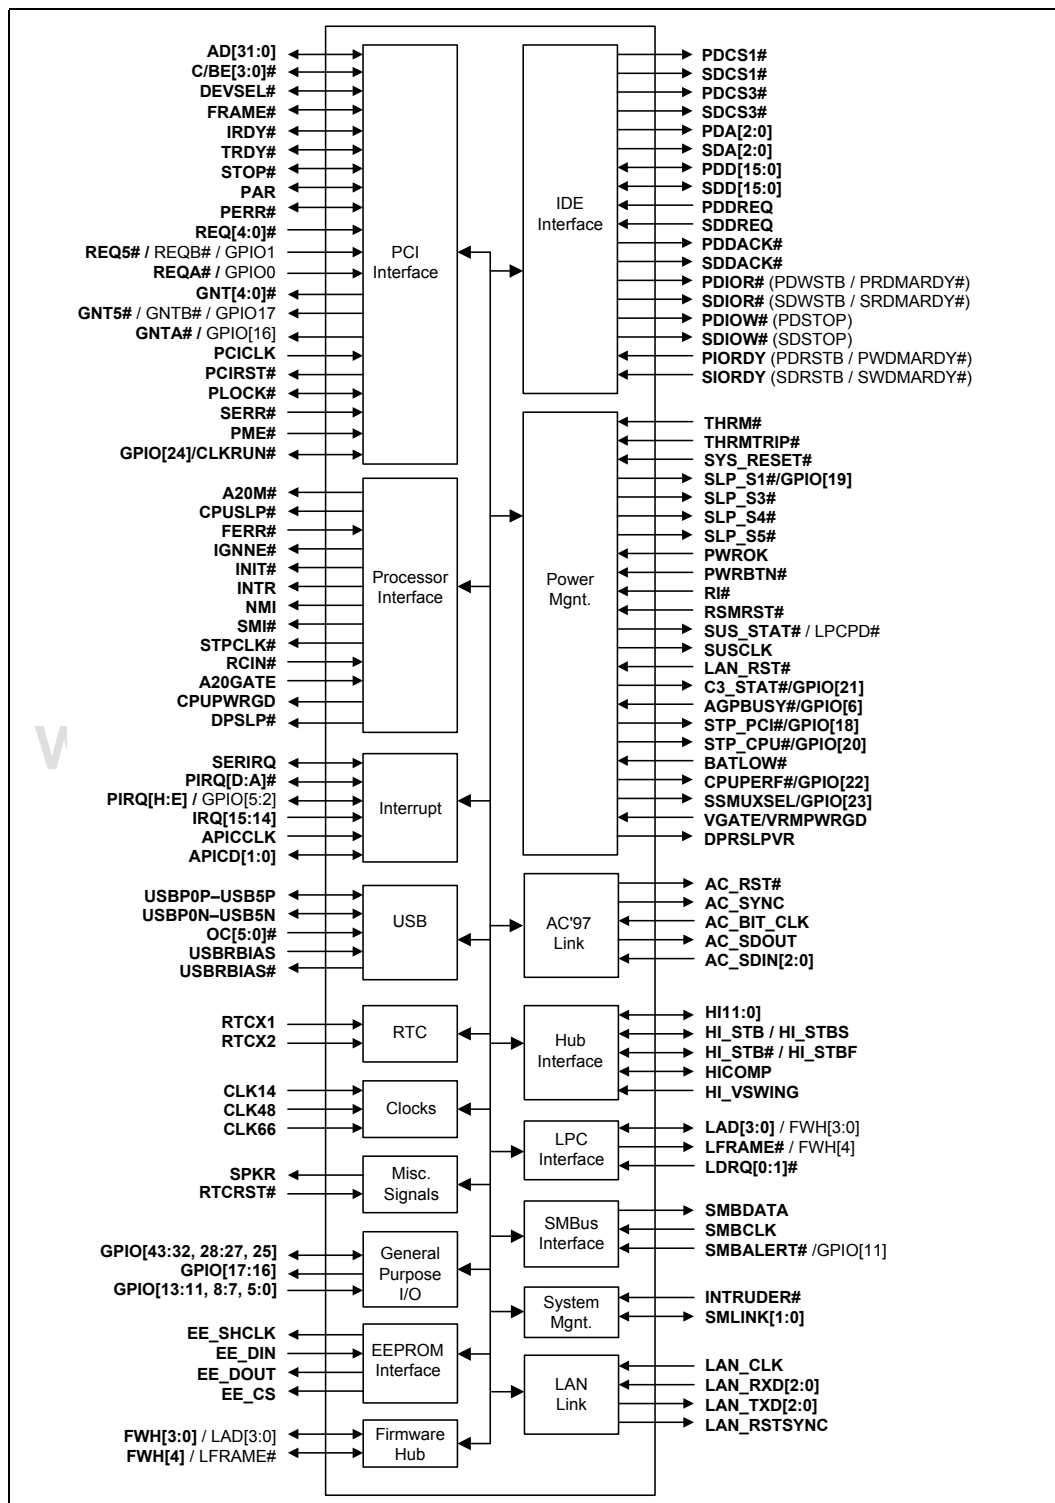 AD[31:0]
C/BE[3:0]#
DEVSEL#
FRAME#
IRDY#
TRDY#
STOP#
PAR
PERR#
REQ[4:0]#
REQ5# / REQB# / GPIO1
REQA# / GPIO0
GNT[4:0]#
GNT5# / GNTB# / GPIO17
GNTA# / GPIO[16]
PCICLK
PCIRST#
PLOCK#
SERR#
PME#
GPIO[24]/CLKRUN#
PCI
Interface
A20M#
CPUSLP#
FERR#
IGNNE#
INIT#
INTR
NMI
SMI#
STPCLK#
RCIN#
A20GATE
CPUPWRGD
DPSLP#
Processor
Interface
SERIRQ
PIRQ[D:A]#
PIRQ[H:E] / GPIO[5:2]
IRQ[15:14]
APICCLK
APICD[1:0]
Interrupt
USBP0P–USB5P
USBP0N–USB5N
OC[5:0]#
USBRBIAS
USBRBIAS#
USB
RTCX1
RTCX2
RTC
CLK14
CLK48
CLK66
Clocks
SPKR
RTCRST#
Misc.
Signals
GPIO[43:32, 28:27, 25]
GPIO[17:16]
GPIO[13:11, 8:7, 5:0]
General
Purpose
I/O
EE_SHCLK
EE_DIN
EE_DOUT
EE_CS
EEPROM
Interface
FWH[3:0] / LAD[3:0]
FWH[4] / LFRAME#
Firmware
Hub
IDE
Interface
PDCS1#
SDCS1#
PDCS3#
SDCS3#
PDA[2:0]
SDA[2:0]
PDD[15:0]
SDD[15:0]
PDDREQ
SDDREQ
PDDACK#
SDDACK#
PDIOR# (PDWSTB / PRDMARDY#)
SDIOR# (SDWSTB / SRDMARDY#)
PDIOW# (PDSTOP)
SDIOW# (SDSTOP)
PIORDY (PDRSTB / PWDMARDY#)
SIORDY (SDRSTB / SWDMARDY#)
Power
Mgnt.
THRM#
THRMTRIP#
SYS_RESET#
SLP_S1#/GPIO[19]
SLP_S3#
SLP_S4#
SLP_S5#
PWROK
PWRBTN#
RI#
RSMRST#
SUS_STAT# / LPCPD#
SUSCLK
LAN_RST#
C3_STAT#/GPIO[21]
AGPBUSY#/GPIO[6]
STP_PCI#/GPIO[18]
STP_CPU#/GPIO[20]
BATLOW#
CPUPERF#/GPIO[22]
SSMUXSEL/GPIO[23]
VGATE/VRMPWRGD
DPRSLPVR
AC'97
Link
AC_RST#
AC_SYNC
AC_BIT_CLK
AC_SDOUT
AC_SDIN[2:0]
Hub
Interface
HI11:0]
HI_STB / HI_STBS
HI_STB# / HI_STBF
HICOMP
HI_VSWING
LPC
Interface
LAD[3:0] / FWH[3:0]
LFRAME# / FWH[4]
LDRQ[0:1]#
SMBus
Interface
SMBDATA
SMBCLK
SMBALERT# /GPIO[11]
System
Mgnt.
INTRUDER#
SMLINK[1:0]
LAN
Link
LAN_CLK
LAN_RXD[2:0]
LAN_TXD[2:0]
LAN_RSTSYNC